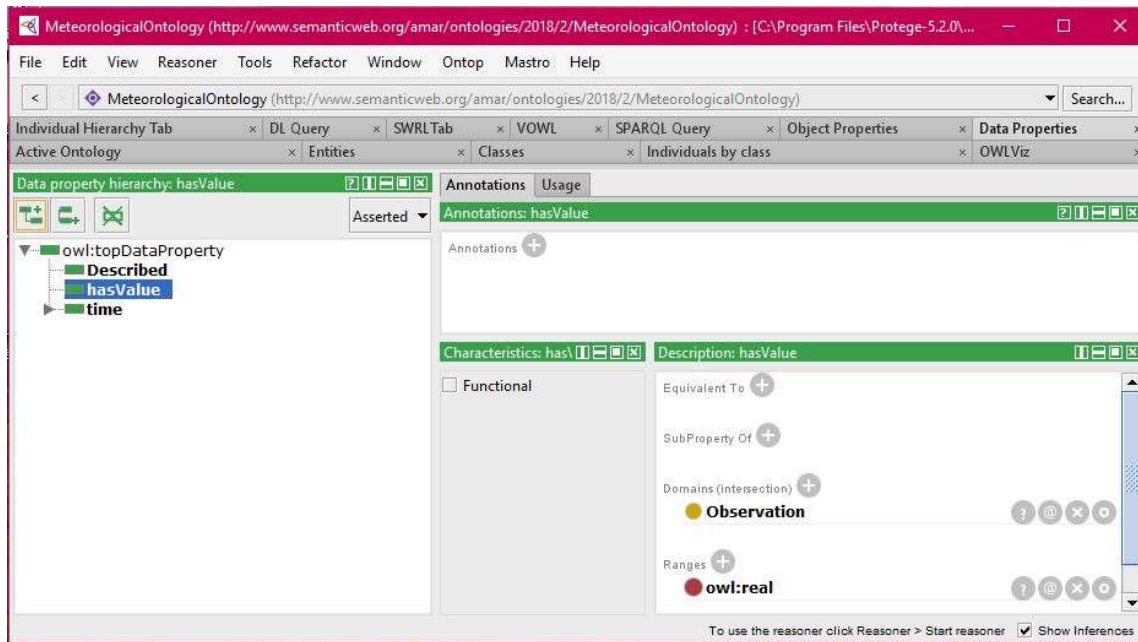 MeteorologicalOntology (http://www.semanticweb.org/amar/ontologies/2018/2/MeteorologicalOntology) : [C:\Program Files\Protege-5.2.0\...
File Edit View Reasoner Tools Refactor Window Ontop Mastro Help
< > MeteorologicalOntology (http://www.semanticweb.org/amar/ontologies/2018/2/MeteorologicalOntology) Search...
Individual Hierarchy Tab × DL Query × SWRLTab × VOWL × SPARQL Query × Object Properties × Data Properties
Active Ontology × Entities × Classes × Individuals by class × OWLViz
Data property hierarchy: hasValue
Asserted
owl:topDataProperty
Described
hasValue
time
Annotations Usage
Annotations: hasValue
Annotations
Characteristics: has\
Functional
Description: hasValue
Equivalent To
SubProperty Of
Domains (intersection)
Observation
Ranges
owl:real
To use the reasoner click Reasoner > Start reasoner Show Inferences